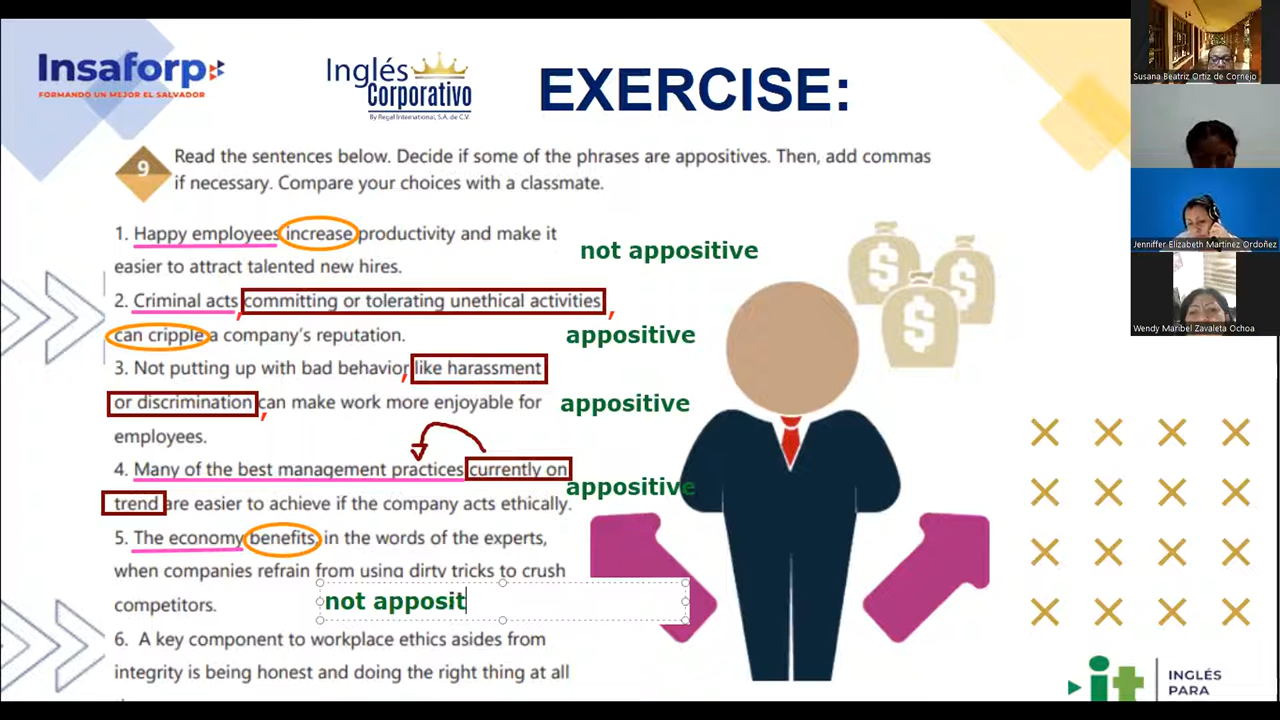 Insaforp
FORMANDO UN MEJOR EL SALVADOR
Inglés
Corporativo
By Regal International, S.A. de C.V.
EXERCISE:
9
Read the sentences below. Decide if some of the phrases are appositives. Then, add commas
if necessary. Compare your choices with a classmate.
1. Happy employees increase productivity and make it
easier to attract talented new hires.
not appositive
2. Criminal acts, committing or tolerating unethical activities,
can cripple a company's reputation.
appositive
3. Not putting up with bad behavior, like harassment
or discrimination, can make work more enjoyable for
employees.
appositive
4. Many of the best management practices currently on
trend are easier to achieve if the company acts ethically.
appositive
5. The economy benefits, in the words of the experts,
when companies refrain from using dirty tricks to crush
competitors.
not apposit
6. A key component to workplace ethics asides from
integrity is being honest and doing the right thing at all
$
$
$
it
INGLÉS
PARA
Susana Beatriz Ortiz de Cornejo
Jenniffer Elizabeth Martinez Ordoñez
Wendy Maribel Zavaleta Ochoa